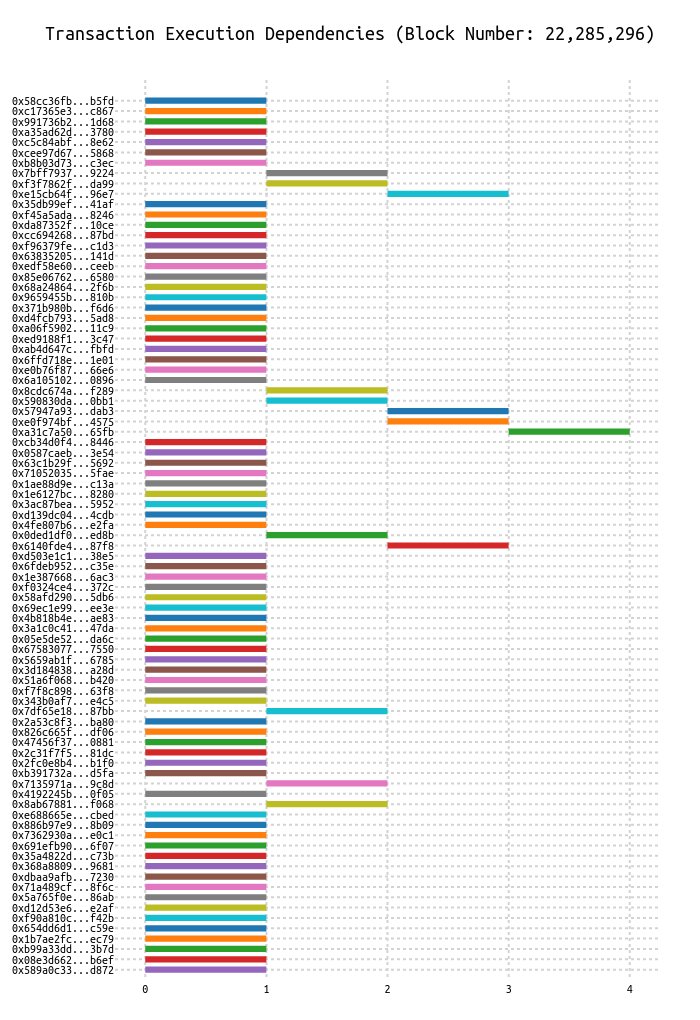 Transaction Execution Dependencies (Block Number: 22,285,296)
0x58cc36fb...b5fd
0xc17365e3...c867
0x991736b2...1d68
0xa35ad62d...3780
0xc5c84abf...8e62
0xcee97d67...5868
0xb8b03d73...c3ec
0x7bff7937...9224
0xf3f7862f...da99
0xe15cb64f...96e7
0x35db99ef...41af
0xf45a5ada...8246
0xda87352f...10ce
0xcc694268...87bd
0xf96379fe...c1d3
0x63835205...141d
0xedf58e60...ceeb
0x85e06762...6580
0x68a24864...2f6b
0x9659455b...810b
0x371b980b...f6d6
0xd4fcb793...5ad8
0xa06f5902...11c9
0xed9188f1...3c47
0xab4d647c...fbfd
0x6ffd718e...1e01
0xe0b76f87...66e6
0x6a105102...0896
0x8cdc674a...f289
0x590830da...0bb1
0x57947a93...dab3
0xe0f974bf...4575
0xa31c7a50...65fb
0xcb34d0f4...8446
0x0587caeb...3e54
0x63c1b29f...5692
0x71052035...5fae
0x1ae88d9e...c13a
0x1e6127bc...8280
0x3ac87bea...5952
0xd139dc04...4cdb
0x4fe807b6...e2fa
0x0ded1df0...ed8b
0x6140fde4...87f8
0xd503e1c1...38e5
0x6fdeb952...c35e
0x1e387668...6ac3
0xf0324ce4...372c
0x58afd290...5db6
0x69ec1e99...ee3e
0x4b818b4e...ae83
0x3a1c0c41...47da
0x05e5de52...da6c
0x67583077...7550
0x5659ab1f...6785
0x3d184838...a28d
0x51a6f068...b420
0xf7f8c898...63f8
0x343b0af7...e4c5
0x7df65e18...87bb
0x2a53c8f3...ba80
0x826c665f...df06
0x47456f37...0881
0x2c31f7f5...81dc
0x2fc0e8b4...b1f0
0xb391732a...d5fa
0x7135971a...9c8d
0x4192245b...0f05
0x8ab67881...f068
0xe688665e...cbed
0x886b97e9...8b09
0x7362930a...e0c1
0x691efb90...6f07
0x35a4822d...c73b
0x368a8809...9681
0xdbaa9afb...7230
0x71a489cf...8f6c
0x5a765f0e...86ab
0xd12d53e6...e2af
0xf90a810c...f42b
0x654dd6d1...c59e
0x1b7ae2fc...ec79
0xb99a33dd...3b7d
0x08e3d662...b6ef
0x589a0c33...d872
0 1 2 3 4